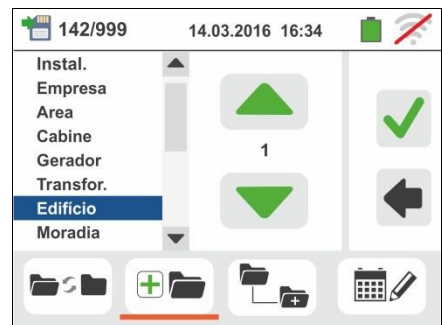 142/999 14.03.2016 16:34
Instal.
Empresa
Area
Cabine
Gerador
Transfor.
Edifício
Moradia
1